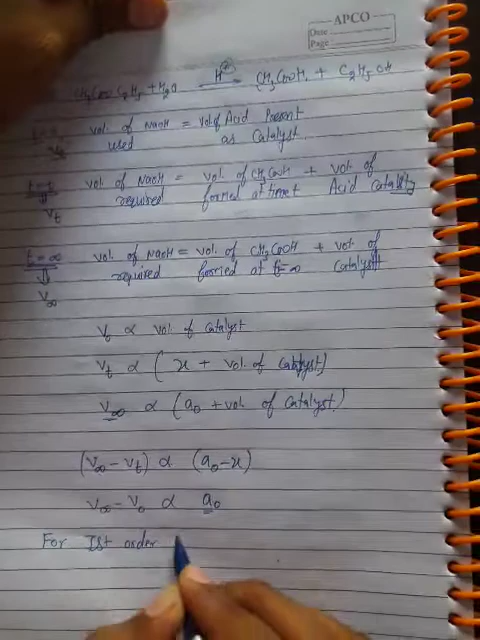 APCO
Date
Page
CH3COOC2H5 + H2O H⊕ CH3COOH + C2H5OH
vol. of NaOH = vol of Acid Present
used as Catalyst
t=t vol. of NaOH = vol. of CH3COOH + vol. of
required formed at time t Acid catalyst
Vt
t=∞ vol. of NaOH = vol. of CH3COOH + vol. of
required formed at t=∞ Catalyst
V∞
V0 ∝ vol. of Catalyst
Vt ∝ (x + vol. of Catalyst)
V∞ ∝ (a0 + vol. of Catalyst)
(V∞ - Vt) ∝ (a0-x)
V∞ - V0 ∝ a0
For Ist order